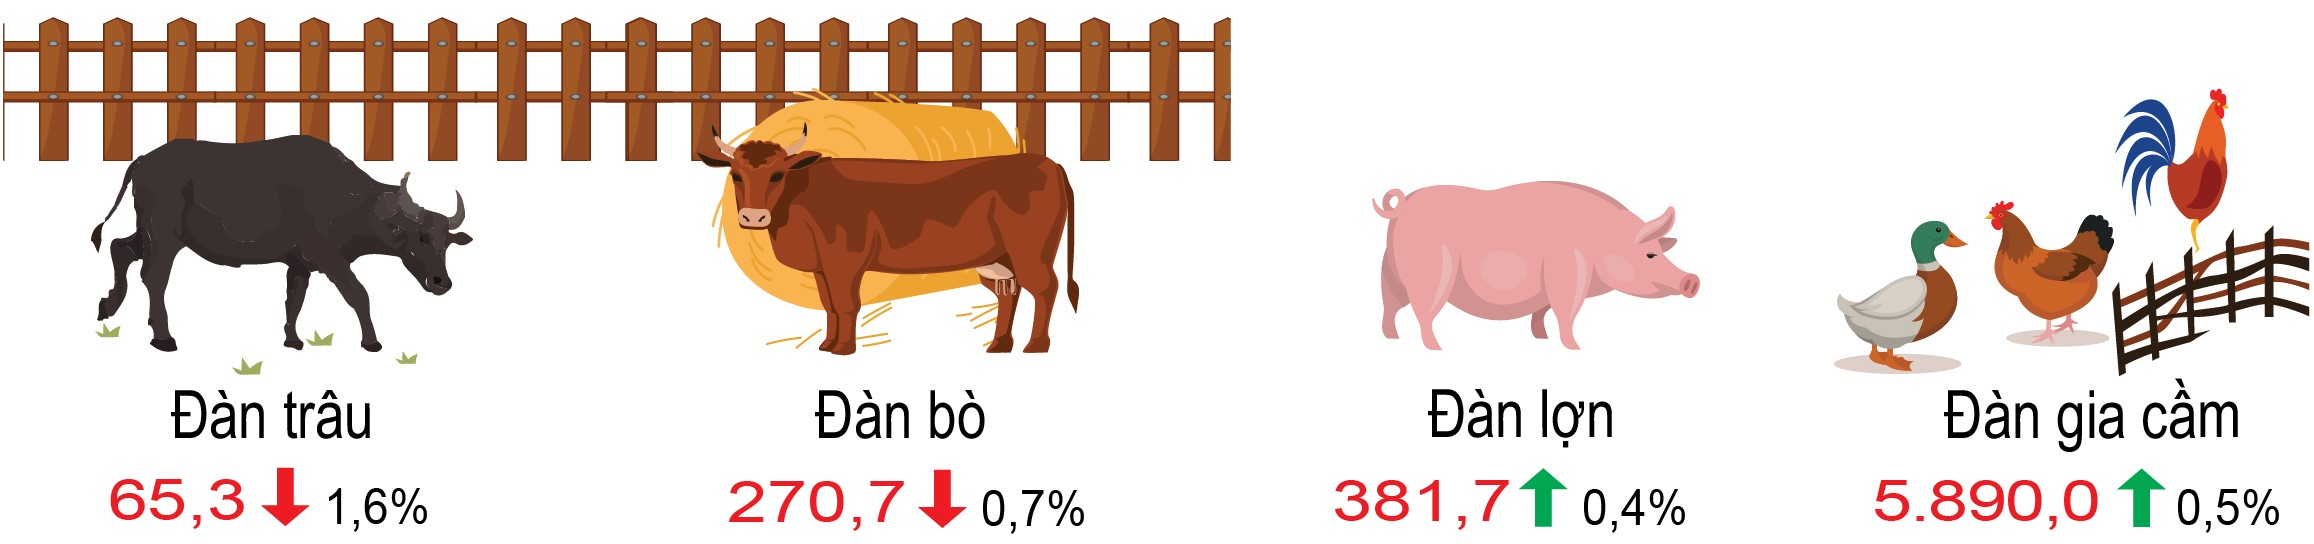 Đàn trâu
65,3 1,6%
Đàn bò
270,7 0,7%
Đàn lợn
381,7 0,4%
Đàn gia cầm
5.890,0 0,5%